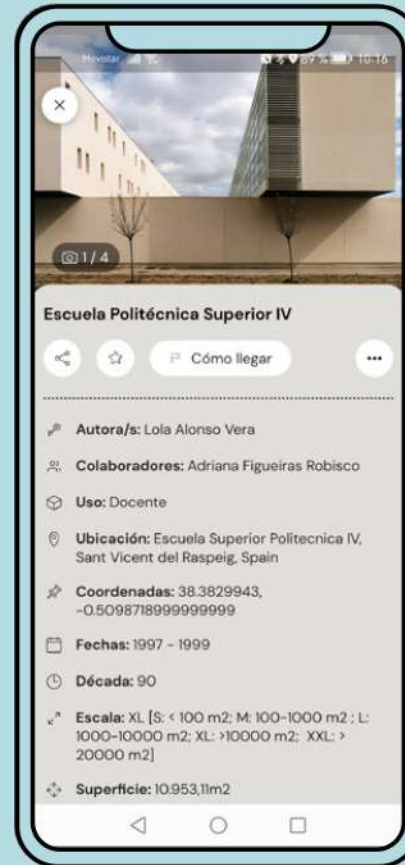 Movistar 89 % 10:16
1 / 4
Escuela Politécnica Superior IV
Cómo llegar
Autora/s: Lola Alonso Vera
Colaboradores: Adriana Figueiras Robisco
Uso: Docente
Ubicación: Escuela Superior Politecnica IV,
Sant Vicent del Raspeig, Spain
Coordenadas: 38.3829943,
-0.5098718999999999
Fechas: 1997 - 1999
Década: 90
Escala: XL [S: < 100 m2; M: 100-1000 m2 ; L:
1000-10000 m2; XL: >10000 m2; XXL: >
20000 m2]
Superficie: 10.953,11m2